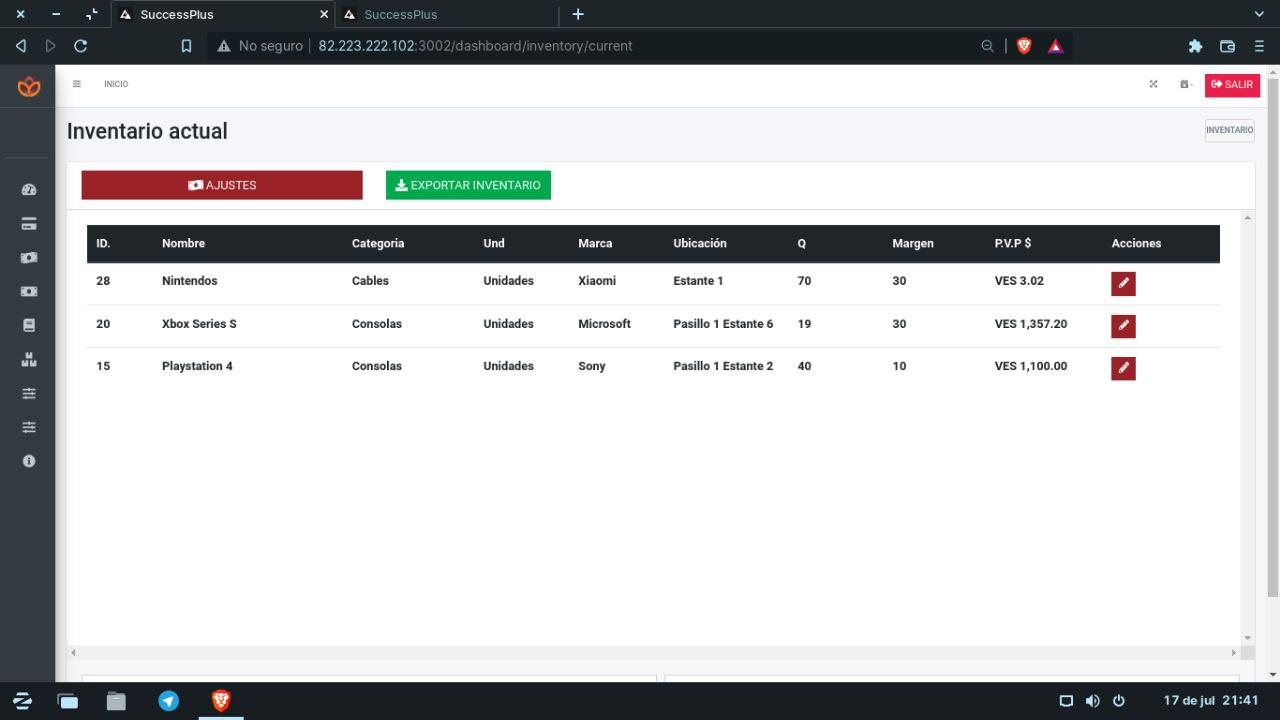 SuccessPlus
SuccessPlus
No seguro
82.223.222.102:3002/dashboard/inventory/current
INICIO
SALIR
Inventario actual
INVENTARIO
AJUSTES
EXPORTAR INVENTARIO
ID. Nombre Categoria Und Marca Ubicación Q Margen P.V.P $ Acciones
28 Nintendos Cables Unidades Xiaomi Estante 1 70 30 VES 3.02
20 Xbox Series S Consolas Unidades Microsoft Pasillo 1 Estante 6 19 30 VES 1,357.20
15 Playstation 4 Consolas Unidades Sony Pasillo 1 Estante 2 40 10 VES 1,100.00
17 de jul 21:41